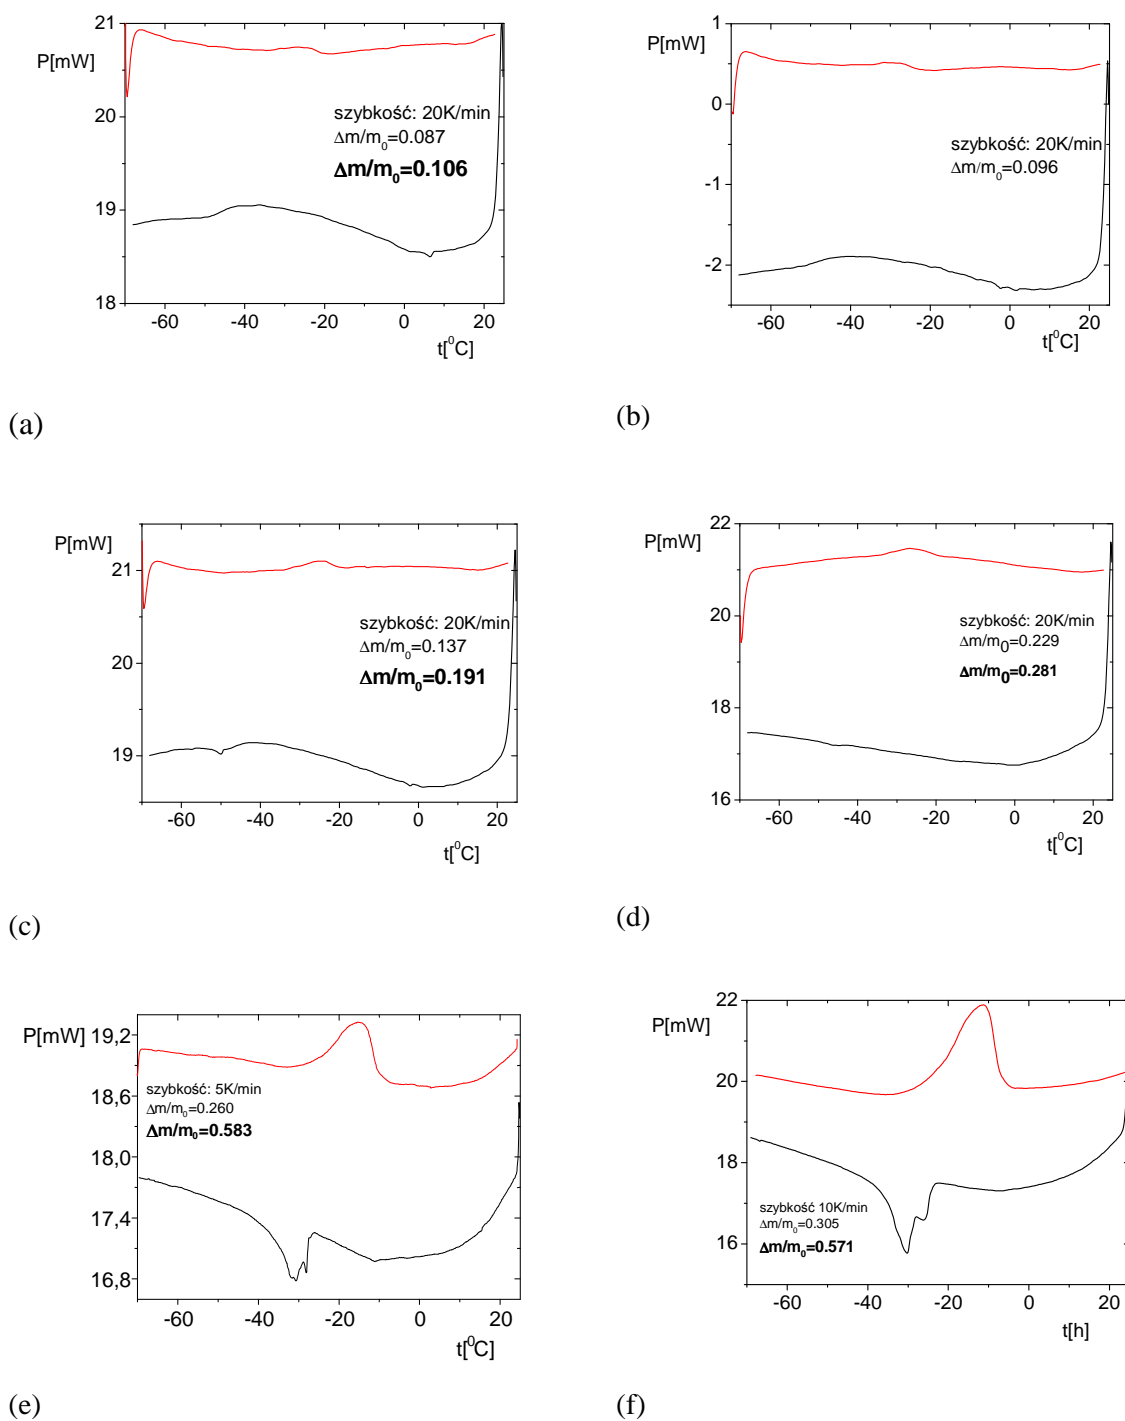 21
P[mW]
20
19
18
szybkość: 20K/min
Δm/m0=0.087
Δm/m0=0.106
-60 -40 -20 0 20
t[0C]
(a)
1
P[mW]
0
-1
-2
szybkość: 20K/min
Δm/m0=0.096
-60 -40 -20 0 20
t[0C]
(b)
P[mW]
21
20
19
szybkość: 20K/min
Δm/m0=0.137
Δm/m0=0.191
-60 -40 -20 0 20
t[0C]
(c)
22
P[mW]
21
20
18
17
16
szybkość: 20K/min
Δm/m0=0.229
Δm/m0=0.281
-60 -40 -20 0 20
t[0C]
(d)
P[mW] 19,2
18,6
18,0
17,4
16,8
szybkość: 5K/min
Δm/m0=0.260
Δm/m0=0.583
-60 -40 -20 0 20
t[0C]
(e)
22
P[mW]
20
18
16
szybkość 10K/min
Δm/m0=0.305
Δm/m0=0.571
-60 -40 -20 0 20
t[h]
(f)